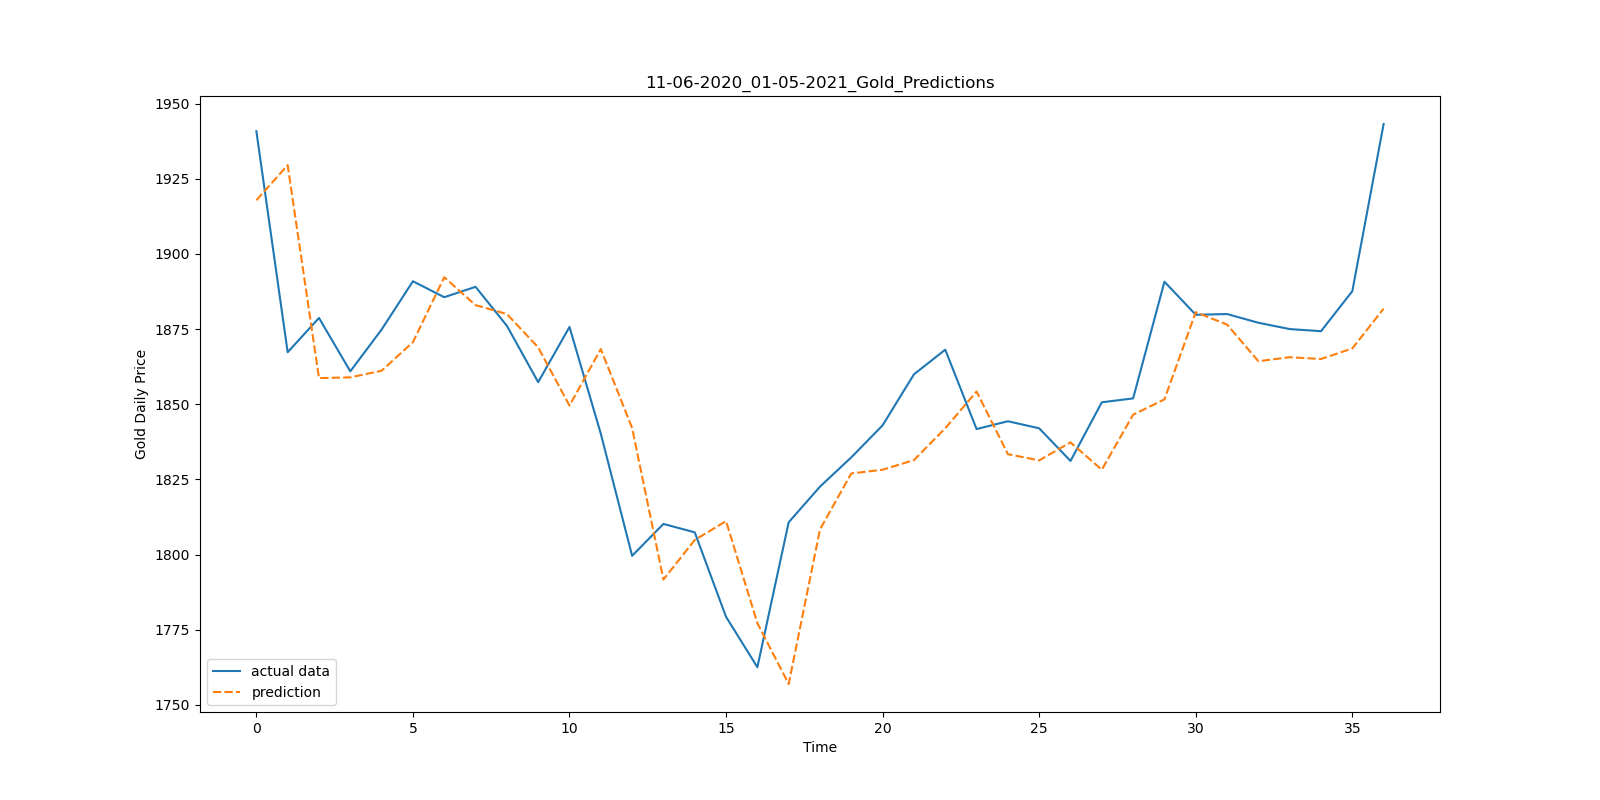 11-06-2020_01-05-2021_Gold_Predictions
1950
1925
1900
1875
1850
1825
1800
1775
1750
Gold Daily Price
actual data
prediction
0 5 10 15 20 25 30 35
Time